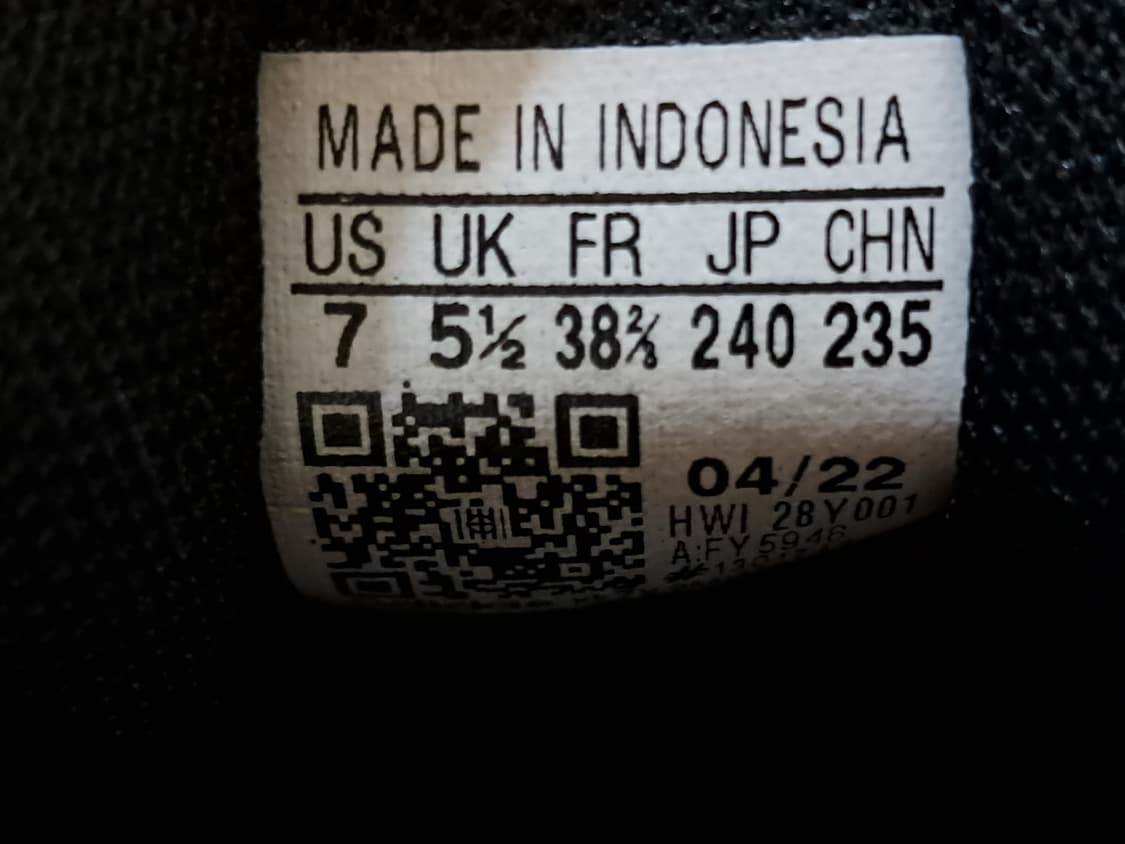 MADE IN INDONESIA
US UK FR JP CHN
7 5½ 38⅔ 240 235
04/22
HWI 28Y001
A:FY5946